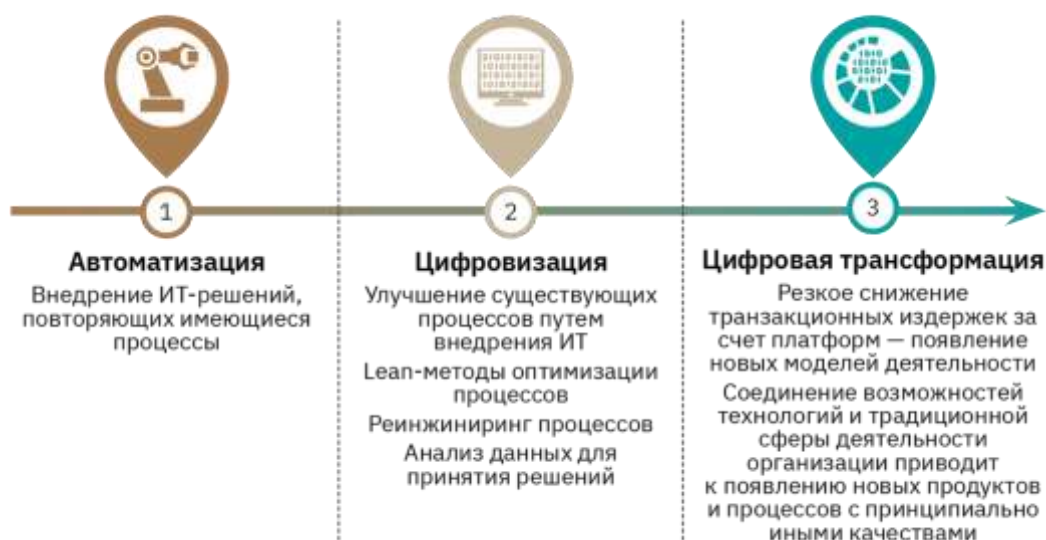 1
Автоматизация
Внедрение ИТ-решений,
повторяющих имеющиеся
процессы
2
Цифровизация
Улучшение существующих
процессов путем
внедрения ИТ
Lean-методы оптимизации
процессов
Реинжиниринг процессов
Анализ данных для
принятия решений
3
Цифровая трансформация
Резкое снижение
транзакционных издержек за
счет платформ — появление
новых моделей деятельности
Соединение возможностей
технологий и традиционной
сферы деятельности
организации приводит
к появлению новых продуктов
и процессов с принципиально
иными качествами